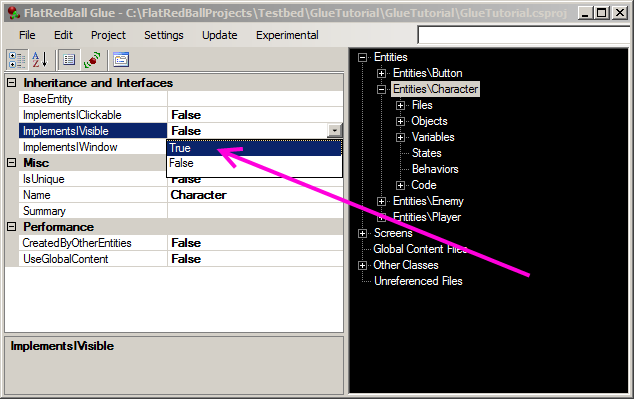 FlatRedBall Glue - C:\FlatRedBallProjects\Testbed\GlueTutorial\GlueTutorial\GlueTutorial.csproj
File Edit Project Settings Update Experimental
Inheritance and Interfaces
BaseEntity
ImplementsIClickable False
ImplementsIVisible False
ImplementsIWindow
True
False
Misc
IsUnique False
Name Character
Summary
Performance
CreatedByOtherEntities False
UseGlobalContent False
ImplementsIVisible
Entities
Entities\Button
Entities\Character
Files
Objects
Variables
States
Behaviors
Code
Entities\Enemy
Entities\Player
Screens
Global Content Files
Other Classes
Unreferenced Files